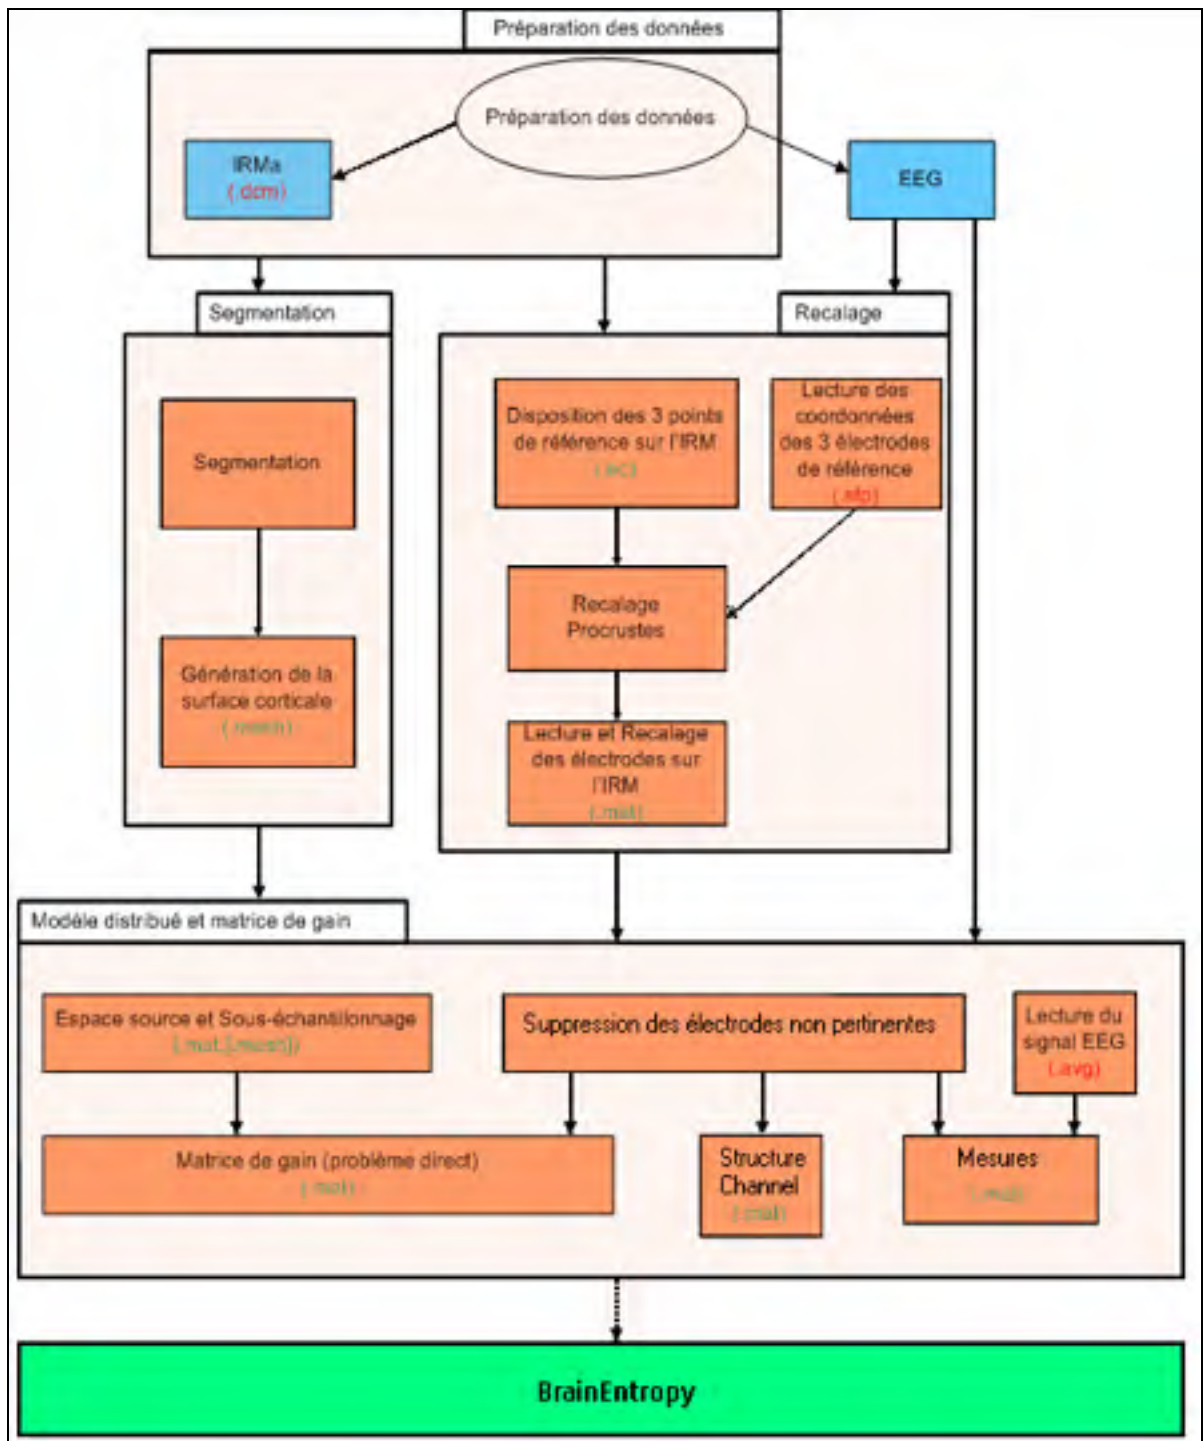 Préparation des données
Préparation des données
IRMa
(.dcm)
EEG
Segmentation
Recalage
Segmentation
Génération de la
surface corticale
(.mesh)
Disposition des 3 points
de référence sur l'IRM
Lecture des
coordonnées
des 3 électrodes
de référence
Recalage
Procrustes
Lecture et Recalage
des électrodes sur
l'IRM
(.mat)
Modèle distribué et matrice de gain
Espace source et Sous-échantillonnage
(.mat,[.mesh])
Suppression des électrodes non pertinentes
Lecture du
signal EEG
(.avg)
Matrice de gain (problème direct)
(.mat)
Structure
Channel
(.mat)
Mesures
(.mat)
BrainEntropy